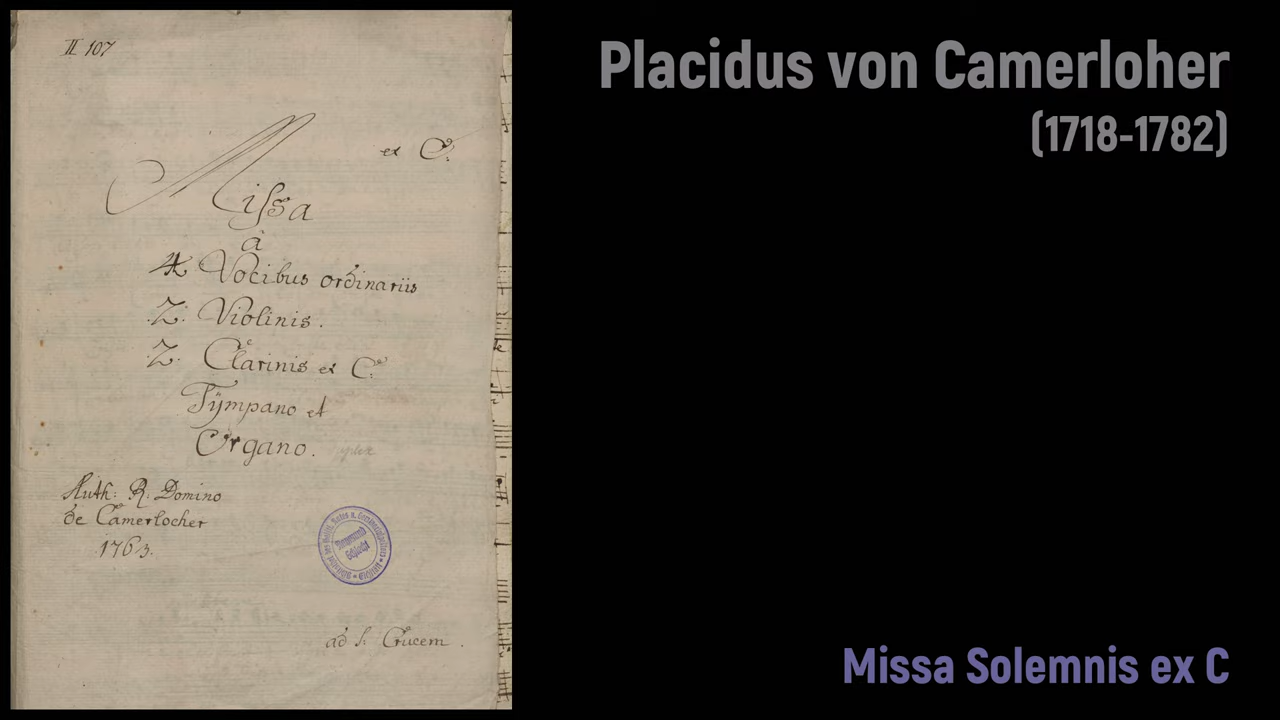 II 107
ex C.
Missa
à
4 Vocibus ordinariis
.2. Violinis.
.2. Clarinis ex C.
Tÿmpano et
Organo.
Auth: R. Domino
de Camerlocher
.1763.
ad S. Crucem.
Placidus von Camerloher
(1718-1782)
Missa Solemnis ex C